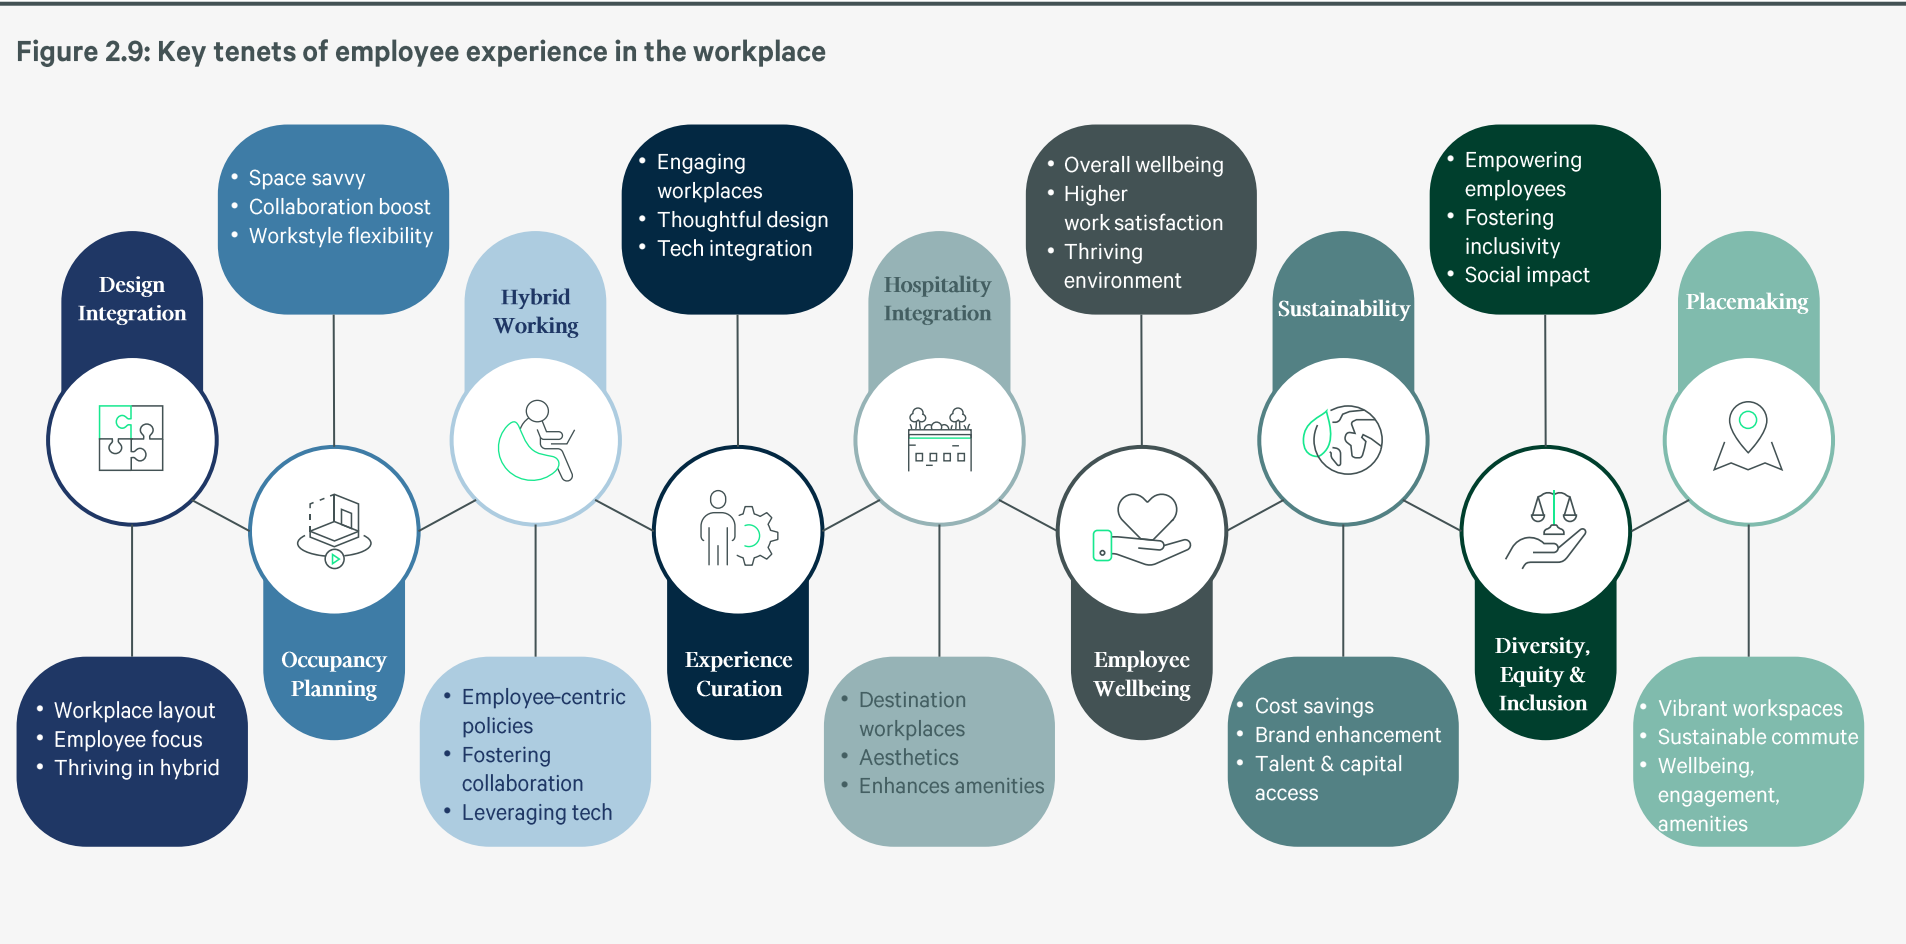 Figure 2.9: Key tenets of employee experience in the workplace
Design
Integration
• Workplace layout
• Employee focus
• Thriving in hybrid
• Space savvy
• Collaboration boost
• Workstyle flexibility
Occupancy
Planning
Hybrid
Working
• Employee-centric
policies
• Fostering
collaboration
• Leveraging tech
• Engaging
workplaces
• Thoughtful design
• Tech integration
Experience
Curation
Hospitality
Integration
• Destination
workplaces
• Aesthetics
• Enhances amenities
• Overall wellbeing
• Higher
work satisfaction
• Thriving
environment
Employee
Wellbeing
Sustainability
• Cost savings
• Brand enhancement
• Talent & capital
access
• Empowering
employees
• Fostering
inclusivity
• Social impact
Diversity,
Equity &
Inclusion
Placemaking
• Vibrant workspaces
• Sustainable commute
• Wellbeing,
engagement,
amenities